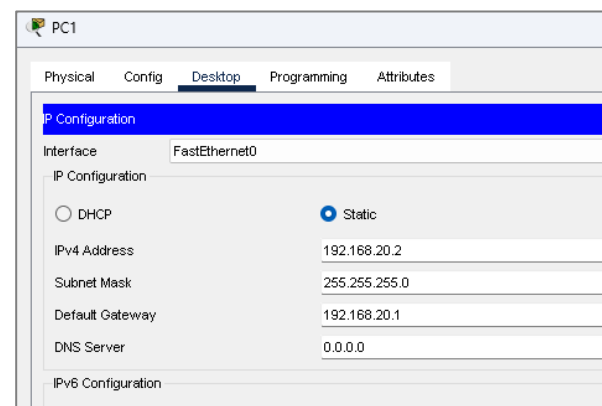 PC1
Physical Config Desktop Programming Attributes
IP Configuration
Interface FastEthernet0
IP Configuration
DHCP Static
IPv4 Address 192.168.20.2
Subnet Mask 255.255.255.0
Default Gateway 192.168.20.1
DNS Server 0.0.0.0
IPv6 Configuration